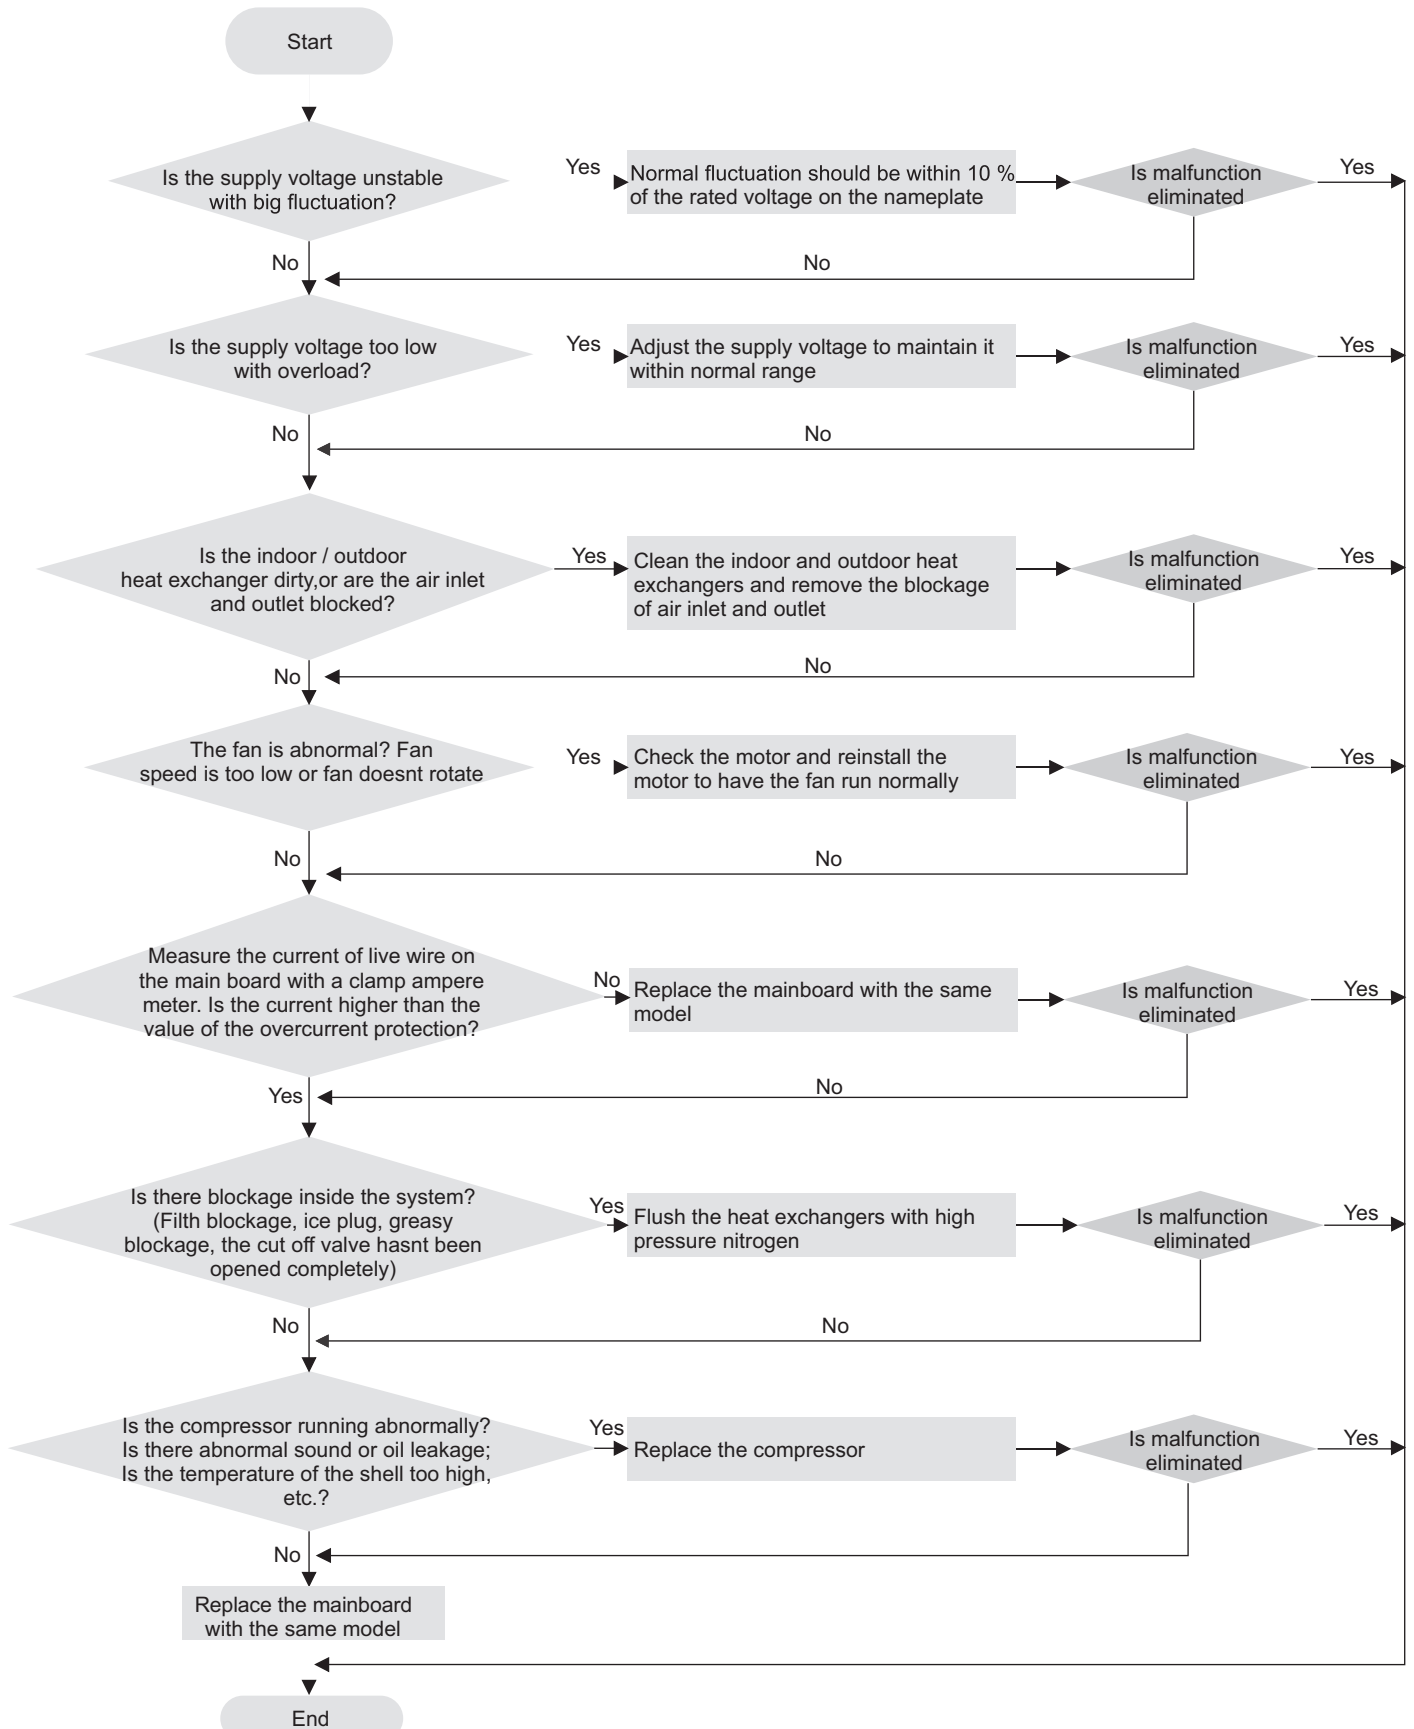 Start
Is the supply voltage unstable
with big fluctuation?
Yes
Normal fluctuation should be within 10 %
of the rated voltage on the nameplate
Is malfunction
eliminated
Yes
No
No
Is the supply voltage too low
with overload?
Yes
Adjust the supply voltage to maintain it
within normal range
Is malfunction
eliminated
Yes
No
No
Is the indoor / outdoor
heat exchanger dirty,or are the air inlet
and outlet blocked?
Yes
Clean the indoor and outdoor heat
exchangers and remove the blockage
of air inlet and outlet
Is malfunction
eliminated
Yes
No
No
The fan is abnormal? Fan
speed is too low or fan doesnt rotate
Yes
Check the motor and reinstall the
motor to have the fan run normally
Is malfunction
eliminated
Yes
No
No
Measure the current of live wire on
the main board with a clamp ampere
meter. Is the current higher than the
value of the overcurrent protection?
No
Replace the mainboard with the same
model
Is malfunction
eliminated
Yes
Yes
No
Is there blockage inside the system?
(Filth blockage, ice plug, greasy
blockage, the cut off valve hasnt been
opened completely)
Yes
Flush the heat exchangers with high
pressure nitrogen
Is malfunction
eliminated
Yes
No
No
Is the compressor running abnormally?
Is there abnormal sound or oil leakage;
Is the temperature of the shell too high,
etc.?
Yes
Replace the compressor
Is malfunction
eliminated
Yes
No
Replace the mainboard
with the same model
End